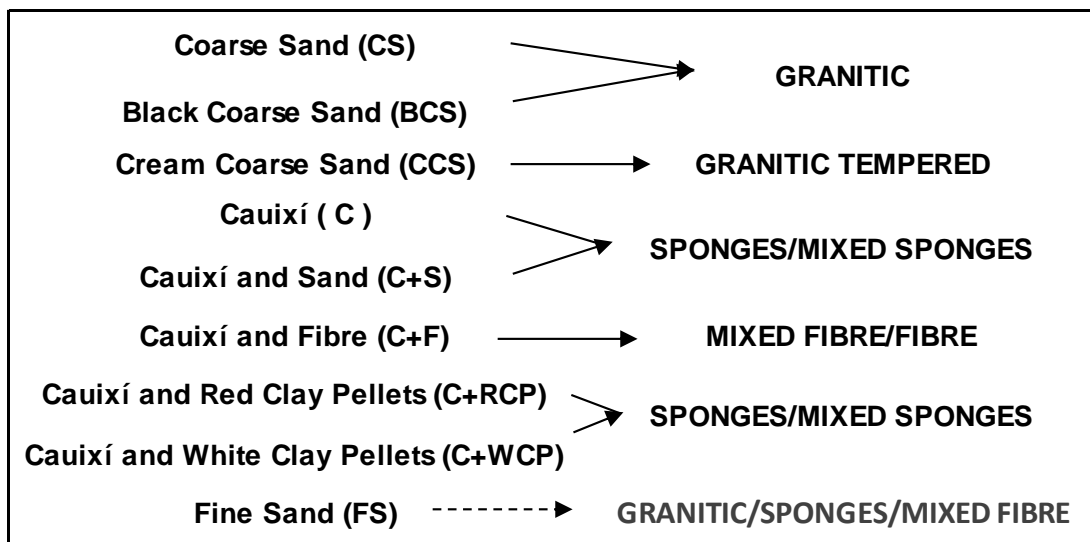 Coarse Sand (CS)
GRANITIC
Black Coarse Sand (BCS)
Cream Coarse Sand (CCS)
GRANITIC TEMPERED
Cauixí ( C )
SPONGES/MIXED SPONGES
Cauixí and Sand (C+S)
Cauixí and Fibre (C+F)
MIXED FIBRE/FIBRE
Cauixí and Red Clay Pellets (C+RCP)
SPONGES/MIXED SPONGES
Cauixí and White Clay Pellets (C+WCP)
Fine Sand (FS)
GRANITIC/SPONGES/MIXED FIBRE